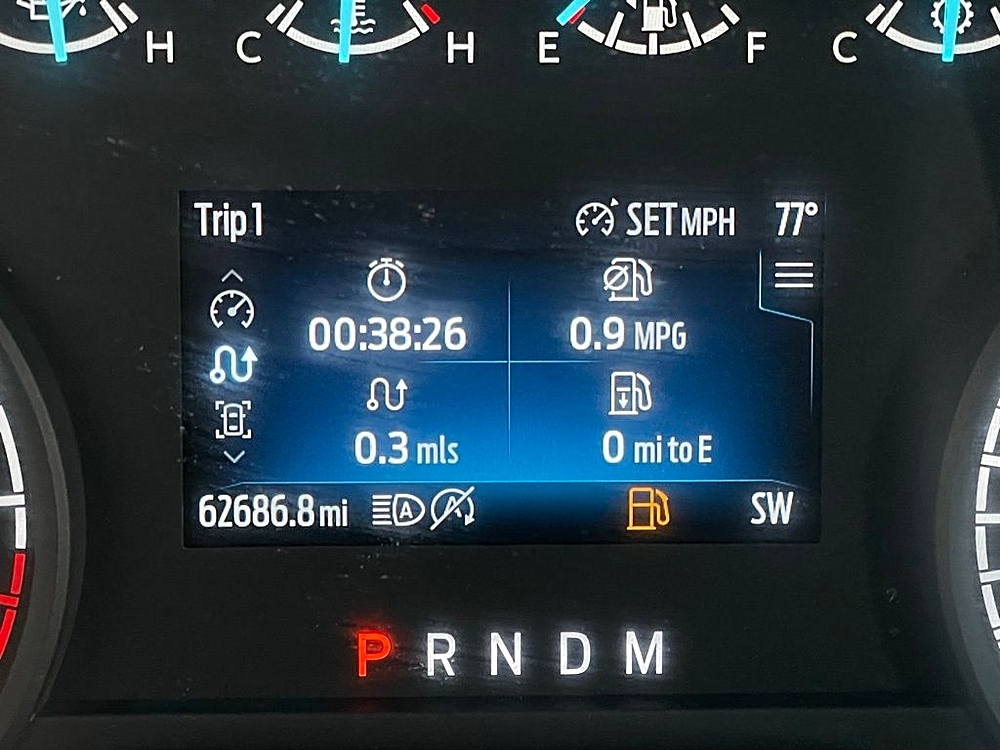 H C H E F C
Trip 1 SET MPH 77°
00:38:26 0.9 MPG
0.3 mls 0 mi to E
62686.8 mi A A SW
P R N D M